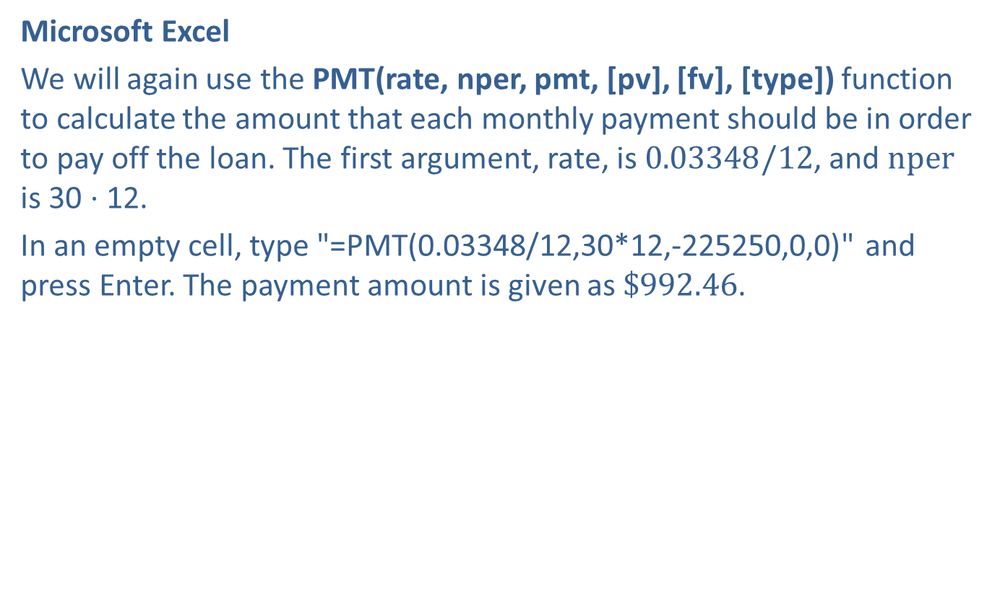 Microsoft Excel
We will again use the PMT(rate, nper, pmt, [pv], [fv], [type]) function
to calculate the amount that each monthly payment should be in order
to pay off the loan. The first argument, rate, is 0.03348/12, and nper
is 30 · 12.
In an empty cell, type "=PMT(0.03348/12,30*12,-225250,0,0)" and
press Enter. The payment amount is given as $992.46.